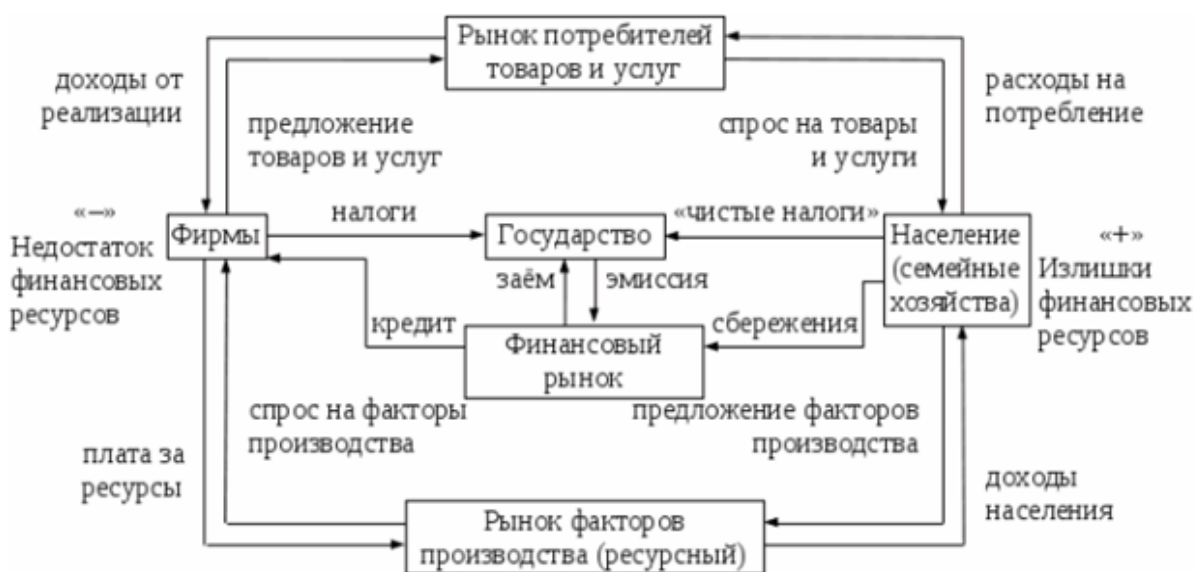 Рынок потребителей
товаров и услуг
доходы от
реализации
предложение
товаров и услуг
спрос на товары
и услуги
расходы на
потребление
«–»
Недостаток
финансовых
ресурсов
Фирмы
налоги
Государство
«чистые налоги»
Население
(семейные
хозяйства)
«+»
Излишки
финансовых
ресурсов
заём
эмиссия
кредит
сбережения
Финансовый
рынок
спрос на факторы
производства
предложение факторов
производства
плата за
ресурсы
доходы
населения
Рынок факторов
производства (ресурсный)